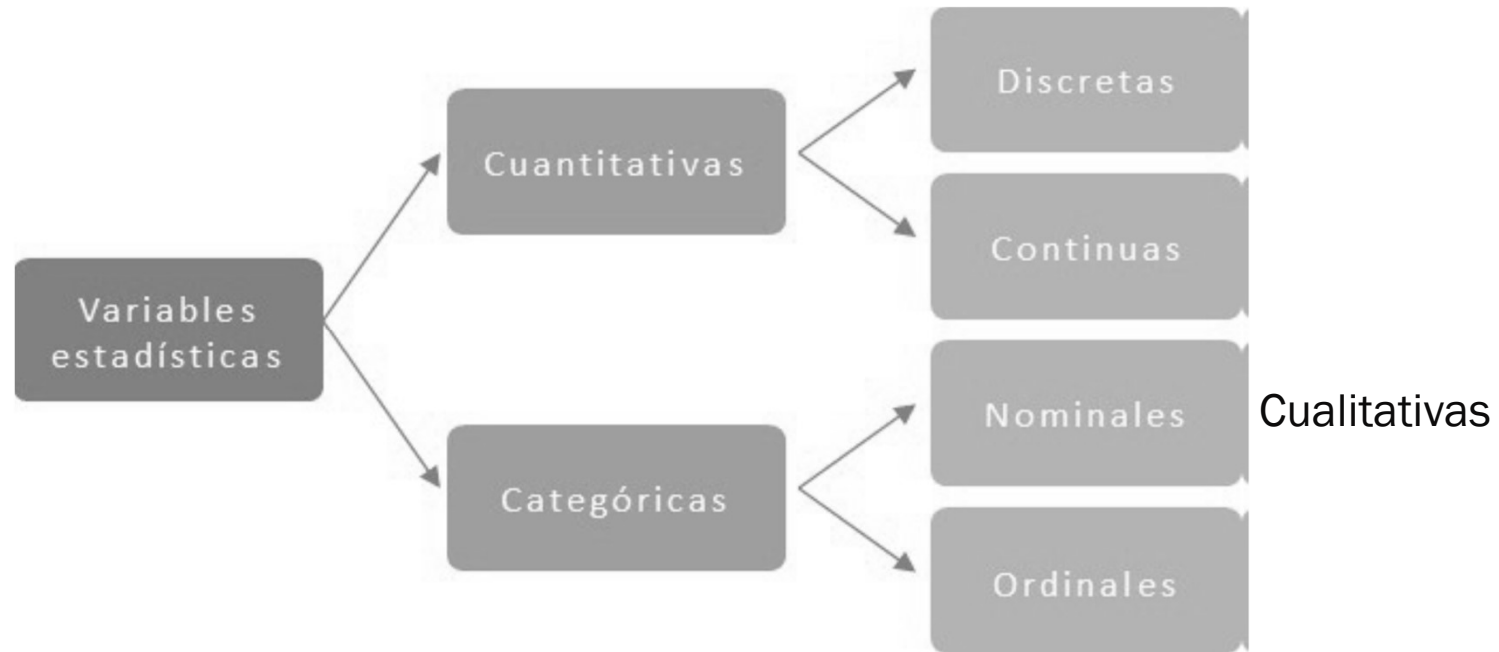 Variables
estadísticas
Cuantitativas
Categóricas
Discretas
Continuas
Nominales
Cualitativas
Ordinales